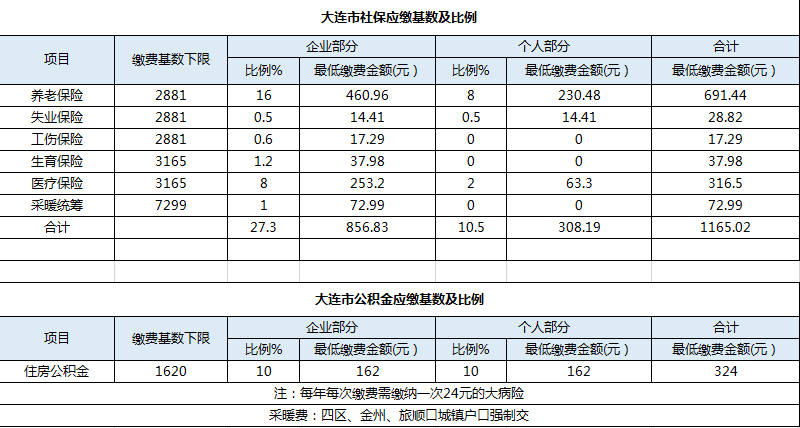 大连市社保应缴基数及比例
项目 缴费基数下限 企业部分 个人部分 合计
比例% 最低缴费金额(元) 比例% 最低缴费金额(元) 最低缴费金额(元)
养老保险 2881 16 460.96 8 230.48 691.44
失业保险 2881 0.5 14.41 0.5 14.41 28.82
工伤保险 2881 0.6 17.29 0 0 17.29
生育保险 3165 1.2 37.98 0 0 37.98
医疗保险 3165 8 253.2 2 63.3 316.5
采暖统筹 7299 1 72.99 0 0 72.99
合计 27.3 856.83 10.5 308.19 1165.02
大连市公积金应缴基数及比例
项目 缴费基数下限 企业部分 个人部分 合计
比例% 最低缴费金额(元) 比例% 最低缴费金额(元) 最低缴费金额(元)
住房公积金 1620 10 162 10 162 324
注：每年每次缴费需缴纳一次24元的大病险
采暖费：四区、金州、旅顺口城镇户口强制交